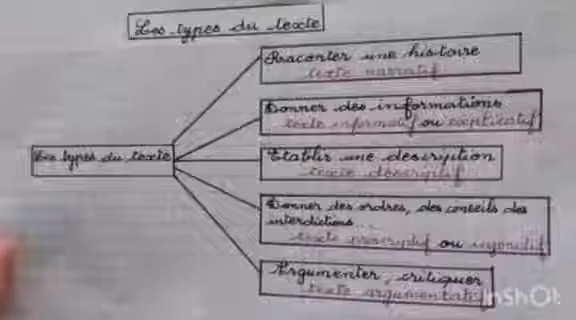 Les types du texte
Raconter une histoire
texte narratif
Donner des informations
texte informatif ou explicatif
Les types du texte
Etablir une description
texte descriptif
Donner des ordres, des conseils des
interdictions...
texte prescriptif ou injonctif
Argumenter, critiquer
texte argumentatif
InShOt